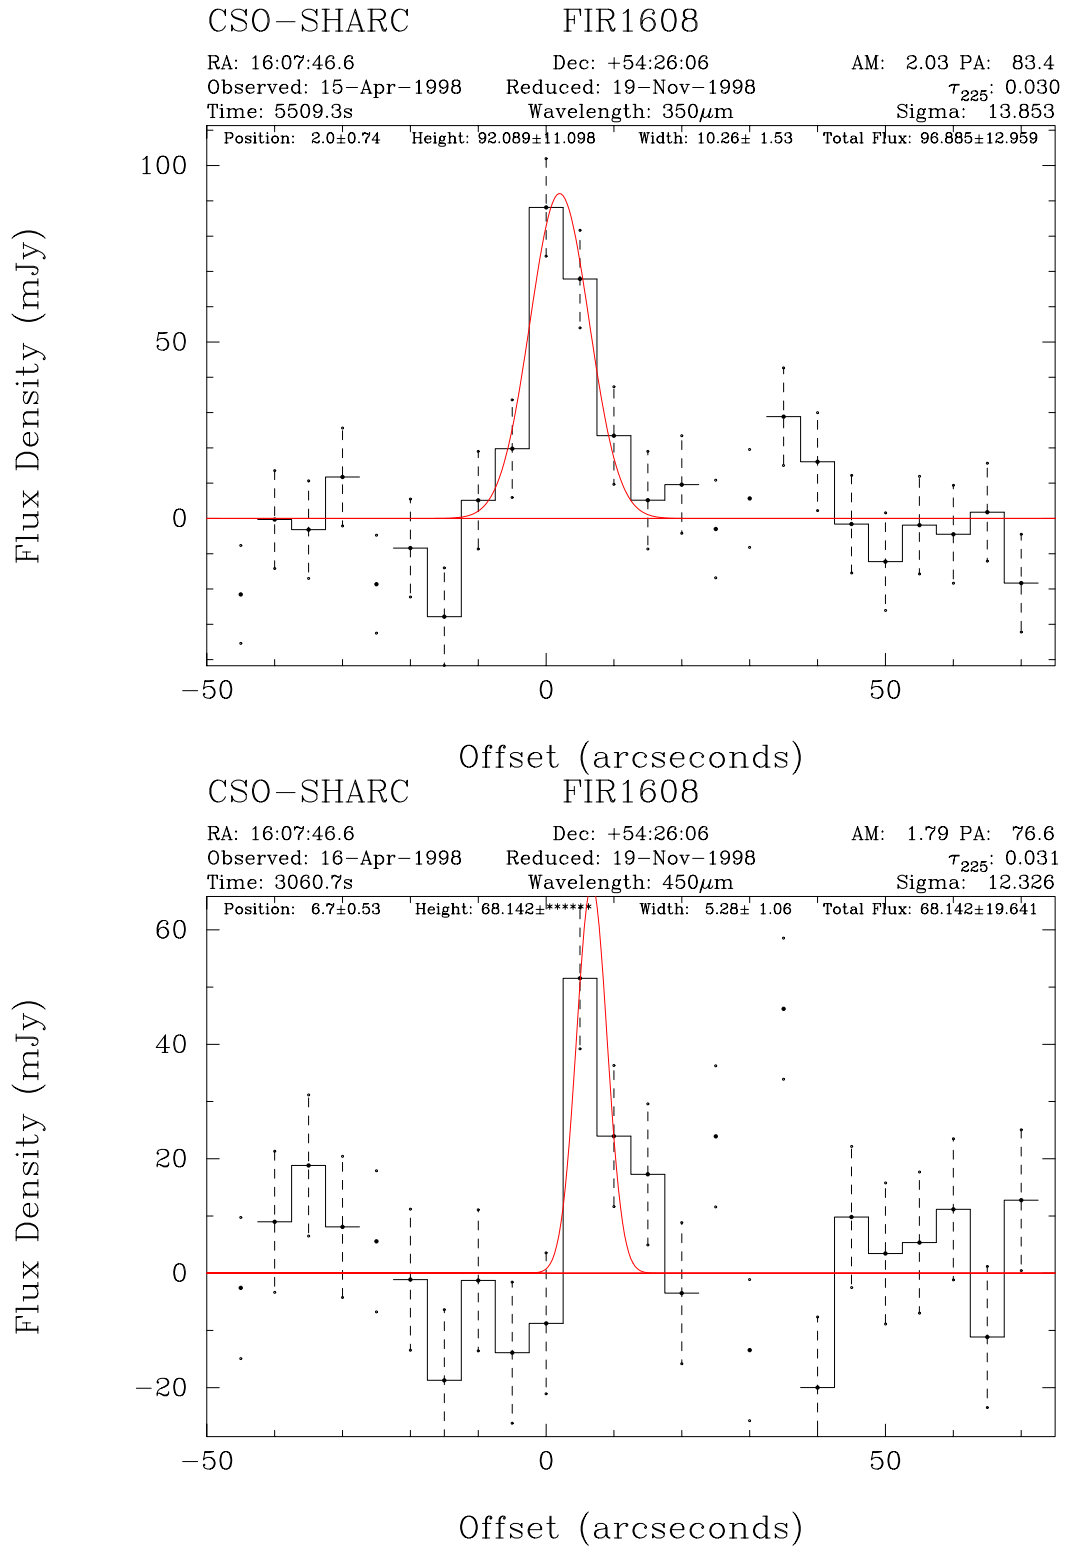 CSO-SHARC FIR1608
RA: 16:07:46.6 Dec: +54:26:06 AM: 2.03 PA: 83.4
Observed: 15-Apr-1998 Reduced: 19-Nov-1998 τ225: 0.030
Time: 5509.3s Wavelength: 350μm Sigma: 13.853
Position: 2.0±0.74 Height: 92.089±11.098 Width: 10.26± 1.53 Total Flux: 96.885±12.959
100
50
0
Flux Density (mJy)
-50 0 50
Offset (arcseconds)
CSO-SHARC FIR1608
RA: 16:07:46.6 Dec: +54:26:06 AM: 1.79 PA: 76.6
Observed: 16-Apr-1998 Reduced: 19-Nov-1998 τ225: 0.031
Time: 3060.7s Wavelength: 450μm Sigma: 12.326
Position: 6.7±0.53 Height: 68.142±****** Width: 5.28± 1.06 Total Flux: 68.142±19.641
60
40
20
0
-20
Flux Density (mJy)
-50 0 50
Offset (arcseconds)